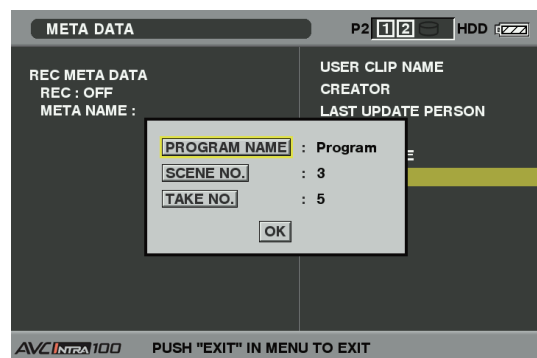 META DATA
P2 1 2 HDD
REC META DATA
REC : OFF
META NAME :
USER CLIP NAME
CREATOR
LAST UPDATE PERSON
E
PROGRAM NAME : Program
SCENE NO. : 3
TAKE NO. : 5
OK
AVC INTRA 100 PUSH "EXIT" IN MENU TO EXIT